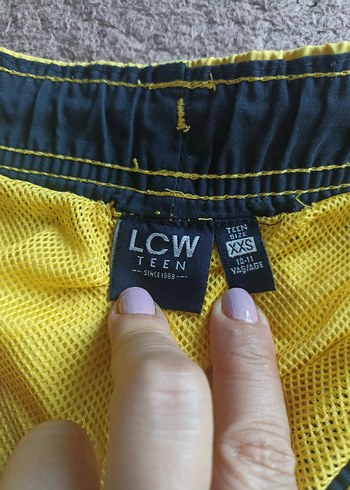 LCW
TEEN
SINCE 1988
TEEN
SIZE
XXS
10-11
YAŞ/AGE